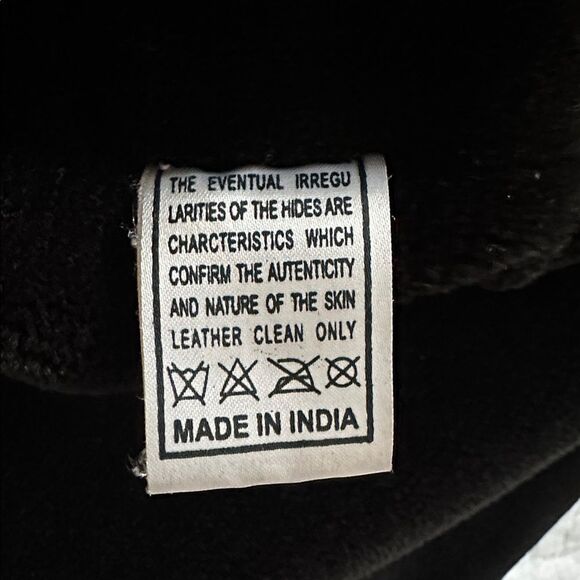 THE EVENTUAL IRREGU
LARITIES OF THE HIDES ARE
CHARCTERISTICS WHICH
CONFIRM THE AUTENTICITY
AND NATURE OF THE SKIN
LEATHER CLEAN ONLY
MADE IN INDIA